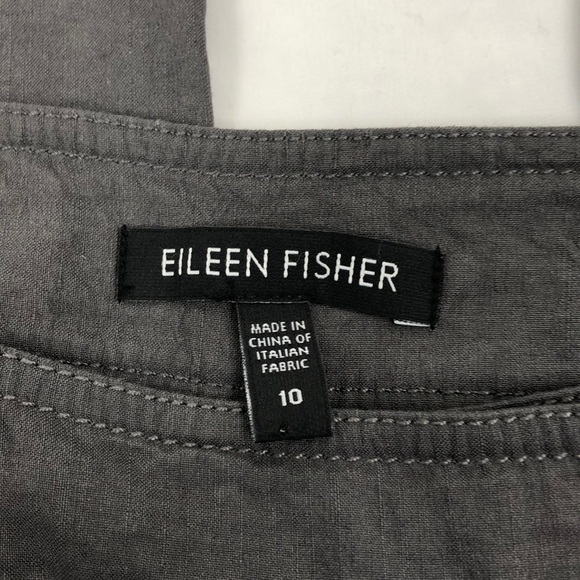 EILEEN FISHER
MADE IN
CHINA OF
ITALIAN
FABRIC
10